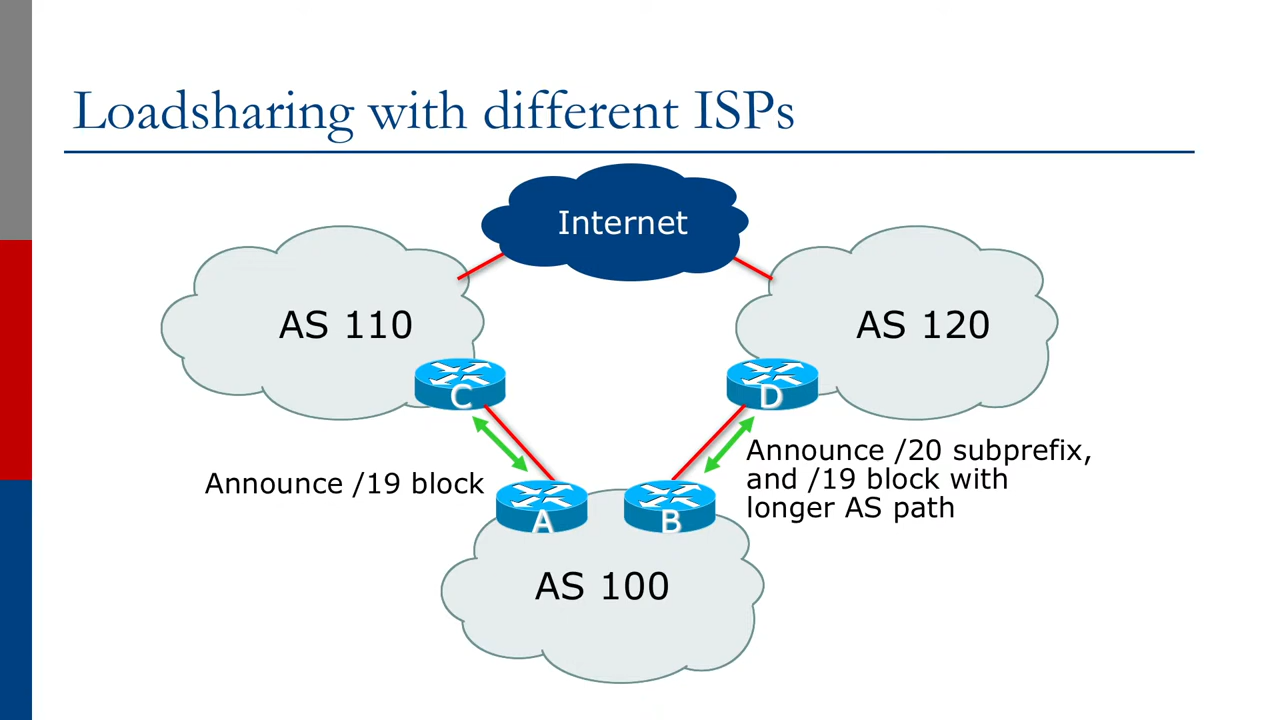 Loadsharing with different ISPs
Internet
AS 110
AS 120
C
D
Announce /19 block
Announce /20 subprefix,
and /19 block with
longer AS path
A
B
AS 100